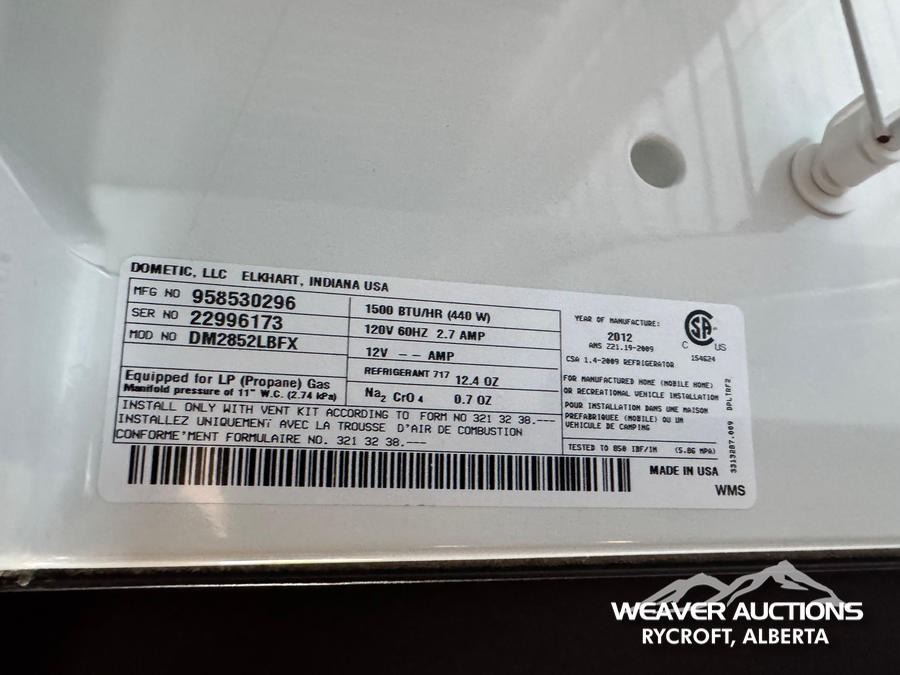 DOMETIC, LLC ELKHART, INDIANA USA
MFG NO 958530296
SER NO 22996173
MOD NO DM2852LBFX
Equipped for LP (Propane) Gas
Manifold pressure of 11" W.C. (2.74 kPa)
1500 BTU/HR (440 W)
120V 60HZ 2.7 AMP
12V -- AMP
REFRIGERANT 717 12.4 OZ
Na2 CrO4 0.7 OZ
INSTALL ONLY WITH VENT KIT ACCORDING TO FORM NO 321 32 38.---
INSTALLEZ UNIQUEMENT AVEC LA TROUSSE D'AIR DE COMBUSTION
CONFORME'MENT FORMULAIRE NO. 321 32 38.---
YEAR OF MANUFACTURE:
2012
ANS Z21.19-2009
CSA 1.4-2009 REFRIGERATOR
CSA
C US
154624
FOR MANUFACTURED HOME (MOBILE HOME)
OR RECREATIONAL VEHICLE INSTALLATION
POUR INSTALLATION DANS UNE MAISON
PREFABRIQUEE (MOBILE) OU UN
VEHICULE DE CAMPING
TESTED TO 850 IBF/IN (5.86 MPA)
MADE IN USA
WMS
3313287.009 DPLTRF2
WEAVER AUCTIONS
RYCROFT, ALBERTA